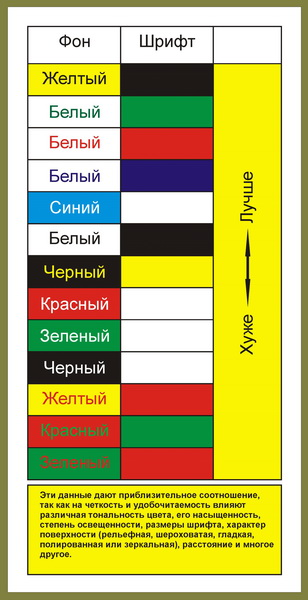 Фон Шрифт
Желтый
Белый
Белый
Белый
Синий
Белый
Черный
Красный
Зеленый
Черный
Желтый
Красный
Зеленый
Лучше
Хуже
Эти данные дают приблизительное соотношение,
так как на четкость и удобочитаемость влияют
различная тональность цвета, его насыщенность,
степень освещенности, размеры шрифта, характер
поверхности (рельефная, шероховатая, гладкая,
полированная или зеркальная), расстояние и многое
другое.